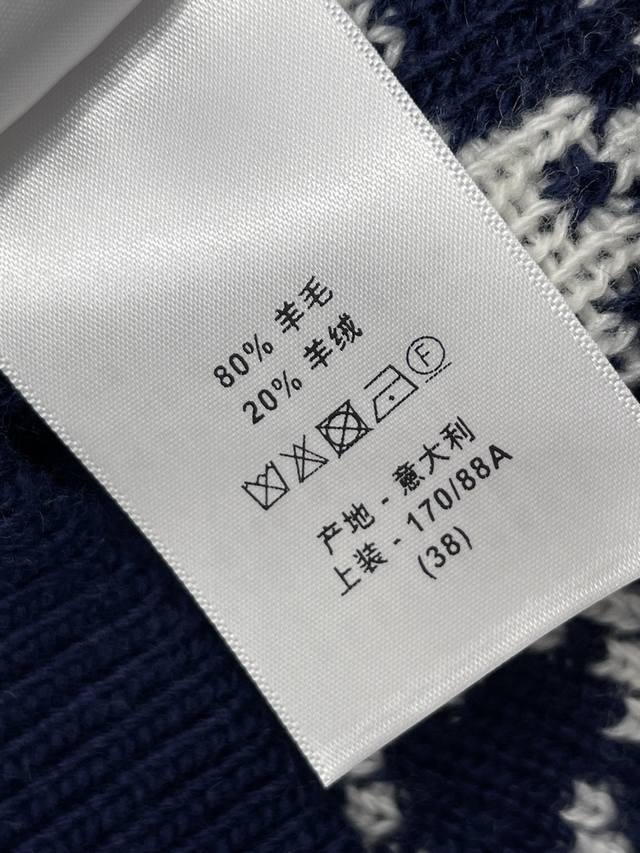 80% 羊毛
20% 羊绒
F
产地 - 意大利
上装 - 170/88A
(38)